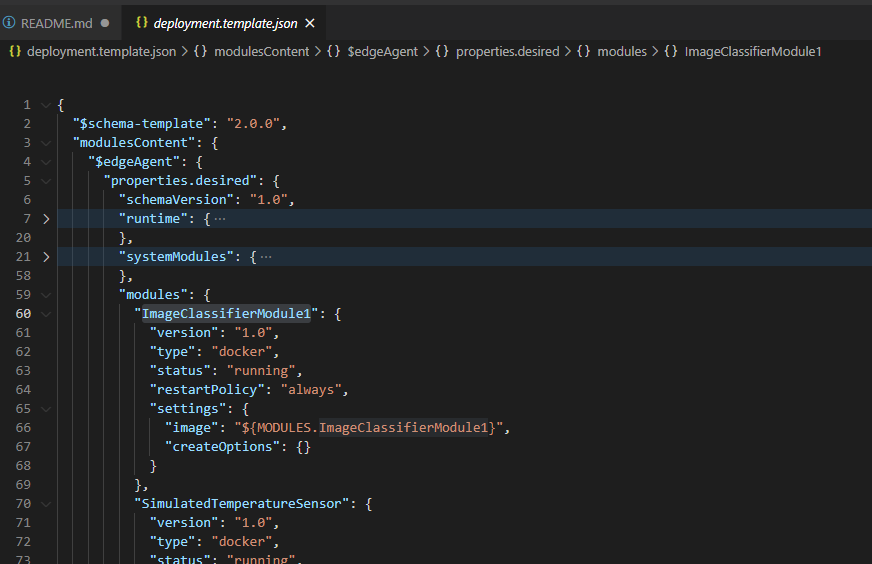 README.md ●
{} deployment.template.json ×
{} deployment.template.json > {} modulesContent > {} $edgeAgent > {} properties.desired > {} modules > {} ImageClassifierModule1
1 {
2 "$schema-template": "2.0.0",
3 "modulesContent": {
4 "$edgeAgent": {
5 "properties.desired": {
6 "schemaVersion": "1.0",
7 > "runtime": { ···
20 },
21 > "systemModules": { ···
58 },
59 "modules": {
60 "ImageClassifierModule1": {
61 "version": "1.0",
62 "type": "docker",
63 "status": "running",
64 "restartPolicy": "always",
65 "settings": {
66 "image": "${MODULES.ImageClassifierModule1}",
67 "createOptions": {}
68 }
69 },
70 "SimulatedTemperatureSensor": {
71 "version": "1.0",
72 "type": "docker",
73 "status": "running",